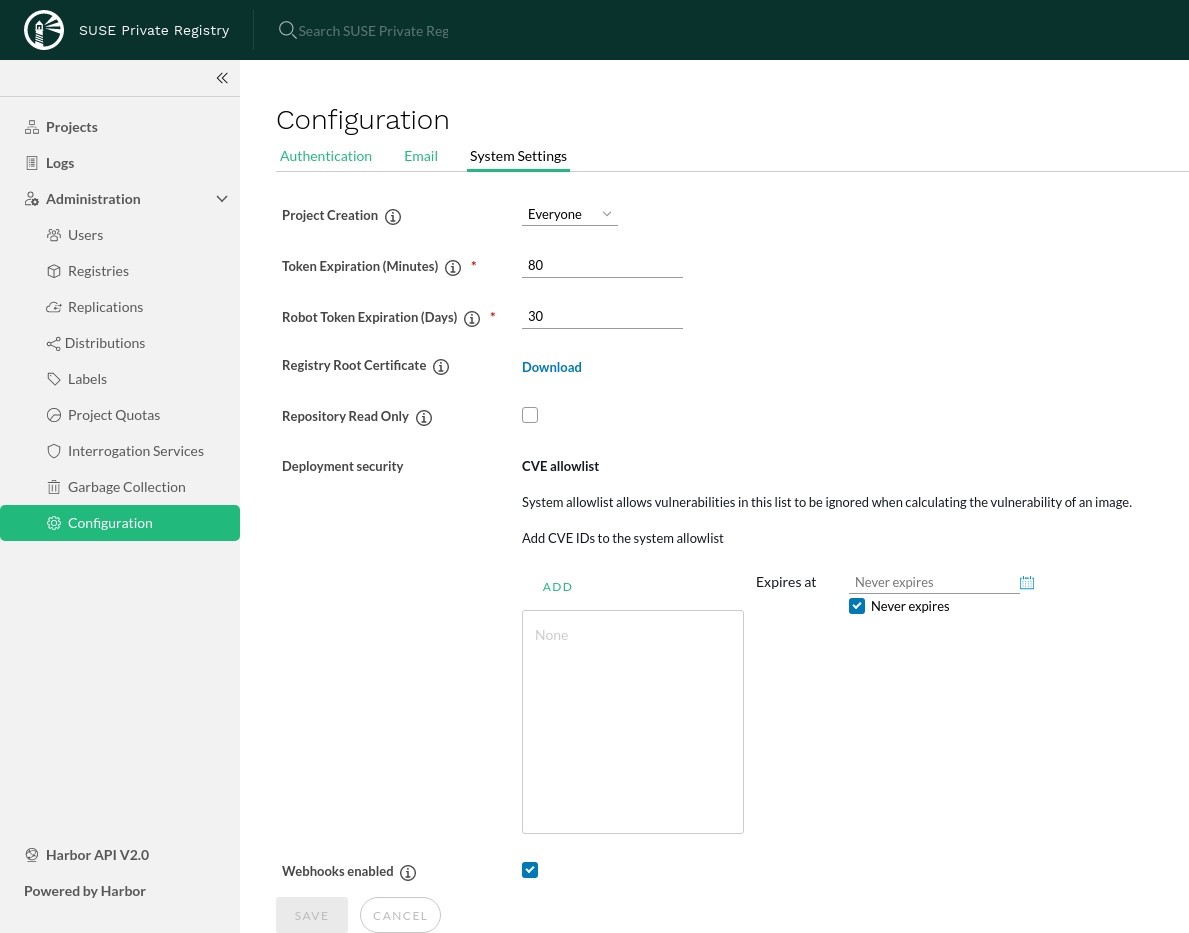 SUSE Private Registry
Search SUSE Private Reg
Projects
Logs
Administration
Users
Registries
Replications
Distributions
Labels
Project Quotas
Interrogation Services
Garbage Collection
Configuration
Harbor API V2.0
Powered by Harbor
Configuration
Authentication Email System Settings
Project Creation Everyone
Token Expiration (Minutes) * 80
Robot Token Expiration (Days) * 30
Registry Root Certificate Download
Repository Read Only
Deployment security CVE allowlist
System allowlist allows vulnerabilities in this list to be ignored when calculating the vulnerability of an image.
Add CVE IDs to the system allowlist
ADD Expires at Never expires
Never expires
None
Webhooks enabled
SAVE CANCEL